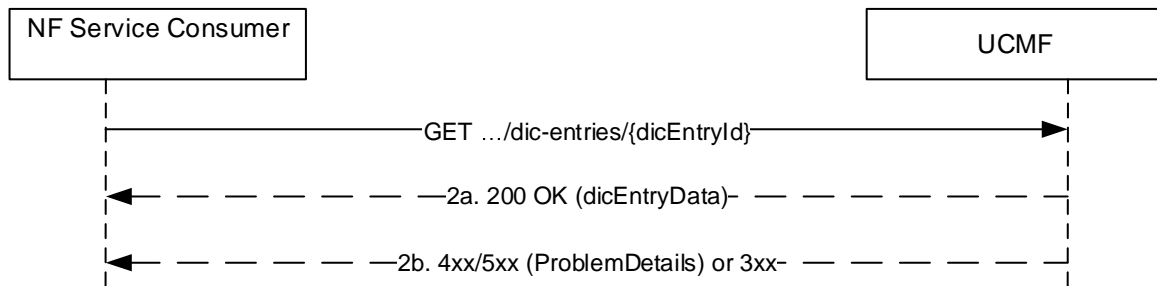 NF Service Consumer
UCMF
GET …/dic-entries/{dicEntryId}
2a. 200 OK (dicEntryData)
2b. 4xx/5xx (ProblemDetails) or 3xx